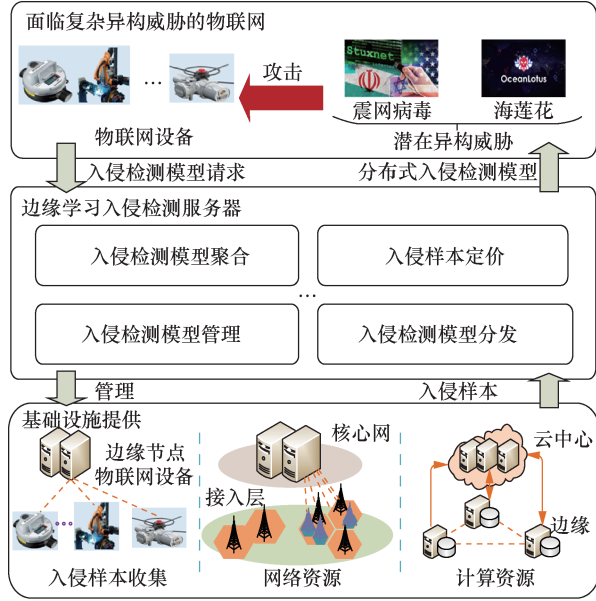 面临复杂异构威胁的物联网
Stuxnet
OceanLotus
...
攻击
震网病毒
海莲花
物联网设备
潜在异构威胁
入侵检测模型请求
分布式入侵检测模型
边缘学习入侵检测服务器
入侵检测模型聚合
入侵样本定价
...
入侵检测模型管理
入侵检测模型分发
管理
入侵样本
基础设施提供
边缘节点
物联网设备
核心网
云中心
接入层
边缘
入侵样本收集
网络资源
计算资源